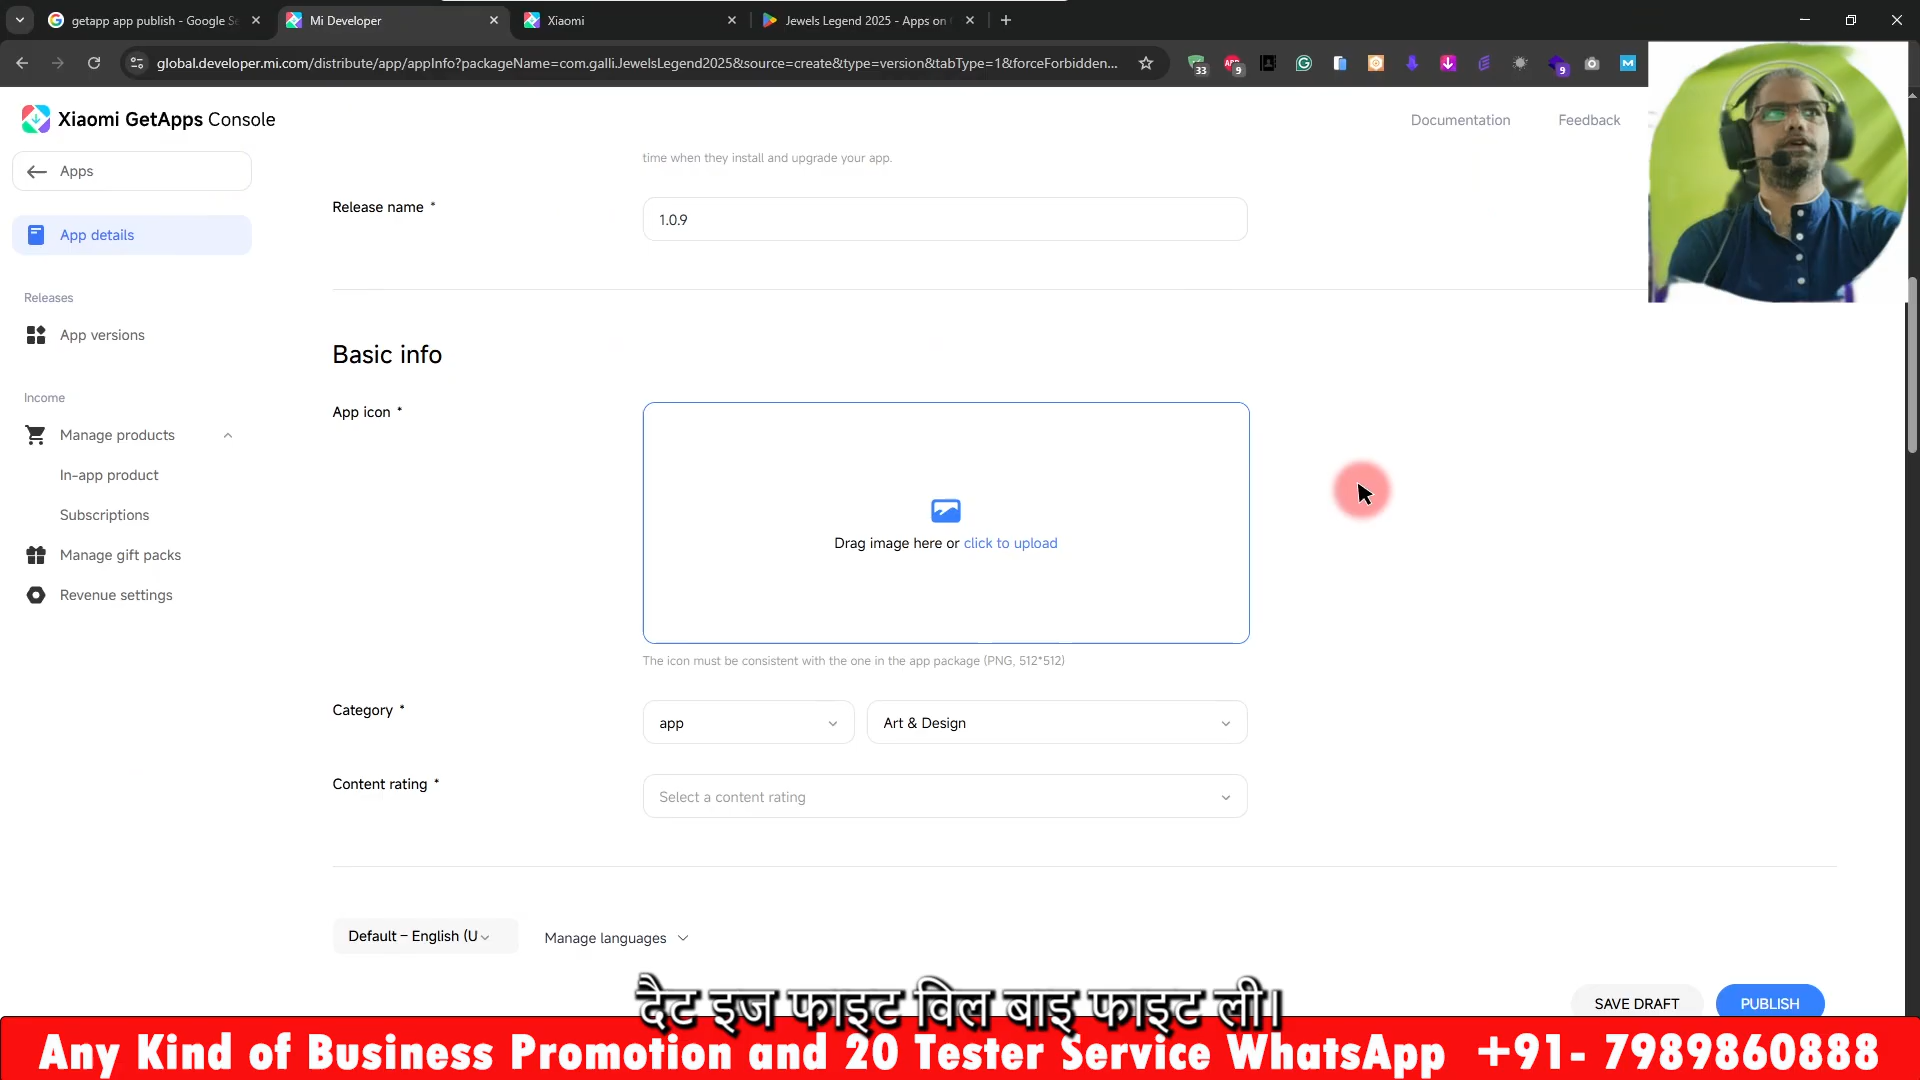 getapp app publish - Google Se
Mi Developer
Xiaomi
Jewels Legend 2025 - Apps on
global.developer.mi.com/distribute/app/appInfo?packageName=com.galli.JewelsLegend2025&source=create&type=version&tabType=1&forceForbidden...
33
9
9
Xiaomi GetApps Console
Documentation
Feedback
Apps
App details
Releases
App versions
Income
Manage products
In-app product
Subscriptions
Manage gift packs
Revenue settings
time when they install and upgrade your app.
Release name *
1.0.9
Basic info
App icon *
Drag image here or click to upload
The icon must be consistent with the one in the app package (PNG, 512*512)
Category *
app
Art & Design
Content rating *
Select a content rating
Default – English (U
Manage languages
SAVE DRAFT
PUBLISH
दैट इज फाइट विल बाइ फाइट ली।
Any Kind of Business Promotion and 20 Tester Service WhatsApp +91- 7989860888